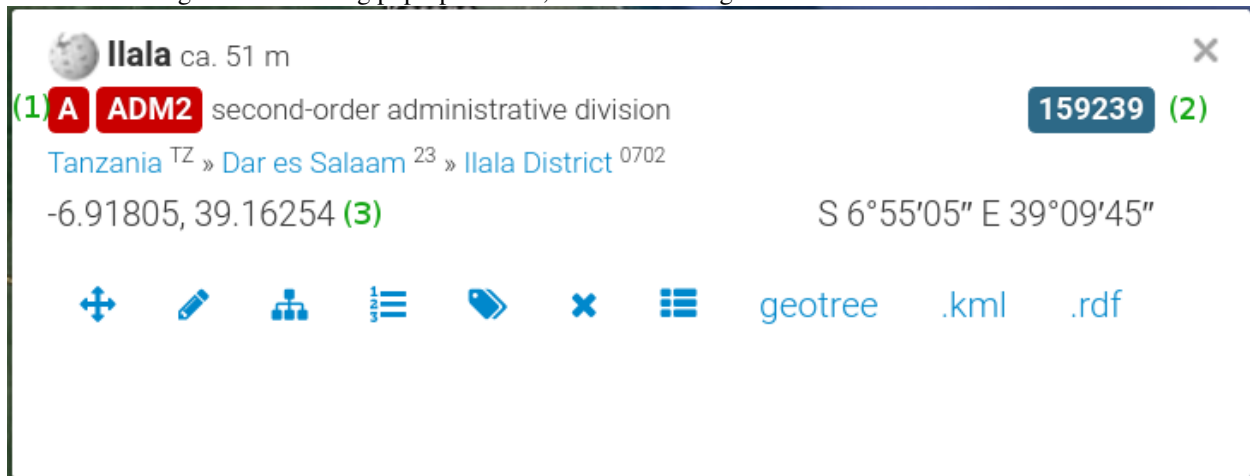 Ilala ca. 51 m ×
(1) A ADM2 second-order administrative division 159239 (2)
Tanzania TZ » Dar es Salaam 23 » Ilala District 0702
-6.91805, 39.16254 (3) S 6°55′05″ E 39°09′45″
geotree .kml .rdf